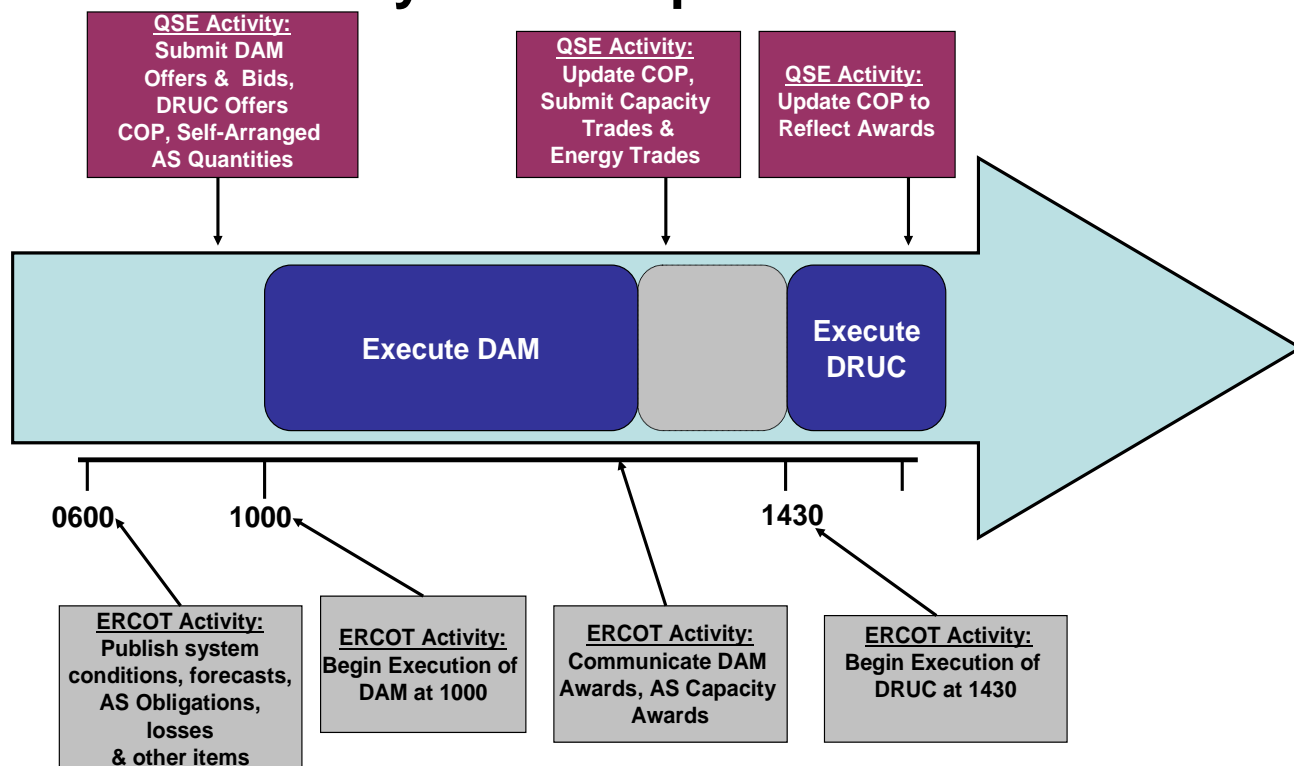 QSE Activity:
Submit DAM
Offers & Bids,
DRUC Offers
COP, Self-Arranged
AS Quantities
QSE Activity:
Update COP,
Submit Capacity
Trades &
Energy Trades
QSE Activity:
Update COP to
Reflect Awards
Execute DAM
Execute
DRUC
0600
1000
1430
ERCOT Activity:
Publish system
conditions, forecasts,
AS Obligations,
losses
& other items
ERCOT Activity:
Begin Execution of
DAM at 1000
ERCOT Activity:
Communicate DAM
Awards, AS Capacity
Awards
ERCOT Activity:
Begin Execution of
DRUC at 1430